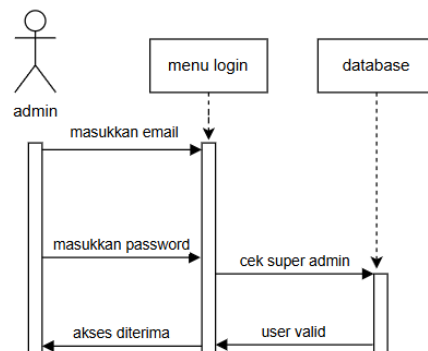 menu login
database
admin
masukkan email
masukkan password
cek super admin
akses diterima
user valid